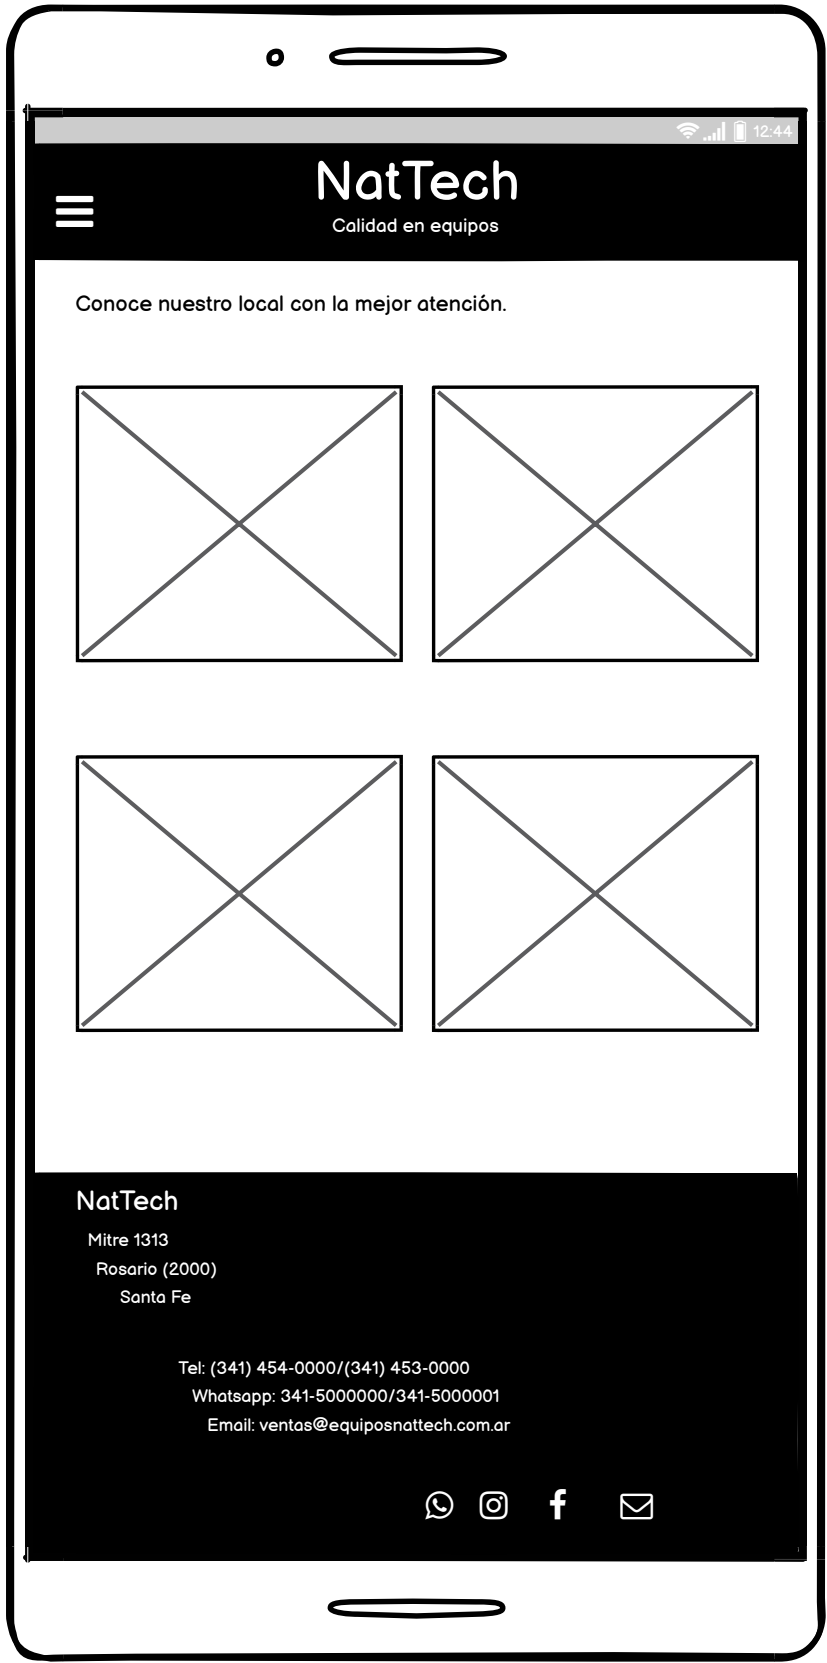 12:44
NatTech
Calidad en equipos
Conoce nuestro local con la mejor atención.
NatTech
Mitre 1313
Rosario (2000)
Santa Fe
Tel: (341) 454-0000/(341) 453-0000
Whatsapp: 341-5000000/341-5000001
Email: ventas@equiposnattech.com.ar